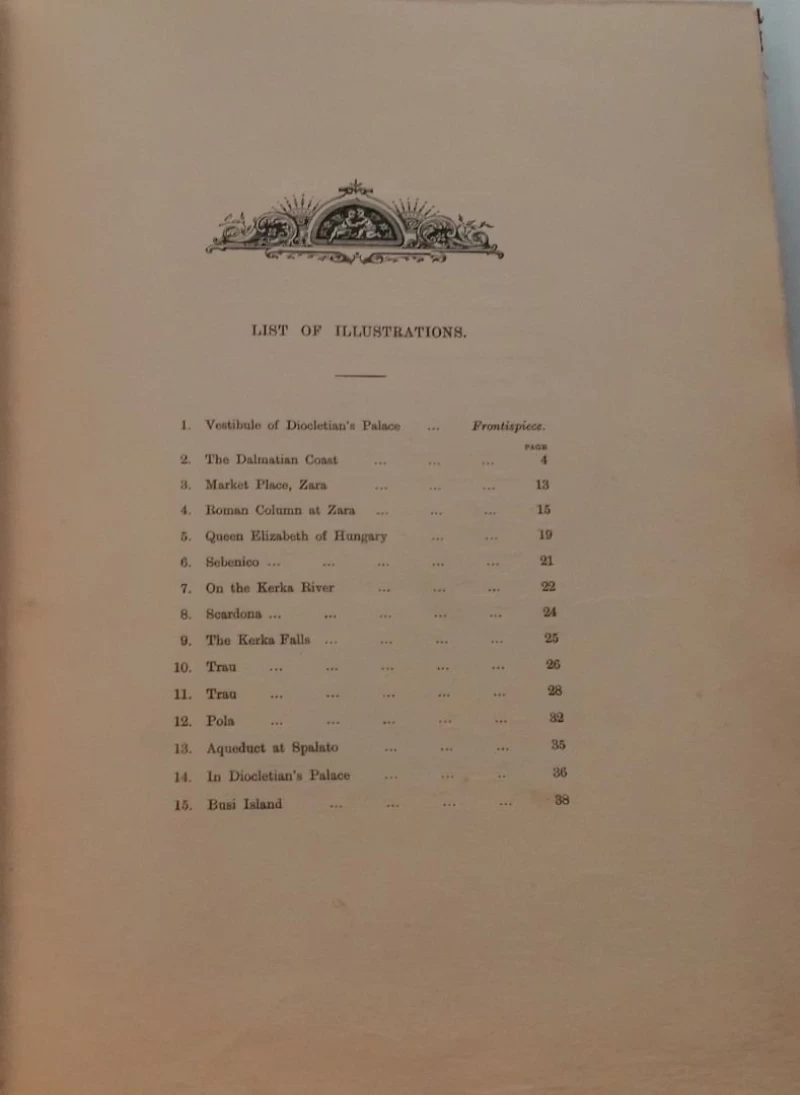 LIST OF ILLUSTRATIONS.
1. Vestibule of Diocletian's Palace ... Frontispiece.
PAGE
2. The Dalmatian Coast ... ... ... 4
3. Market Place, Zara ... ... ... 13
4. Roman Column at Zara ... ... ... 15
5. Queen Elizabeth of Hungary ... ... 19
6. Sebenico ... ... ... ... ... 21
7. On the Kerka River ... ... ... 22
8. Scardona ... ... ... ... ... 24
9. The Kerka Falls ... ... ... ... 25
10. Trau ... ... ... ... ... 26
11. Trau ... ... ... ... ... 28
12. Pola ... ... ... ... ... 32
13. Aqueduct at Spalato ... ... ... 35
14. In Diocletian's Palace ... ... .. 36
15. Busi Island ... ... ... ... 38